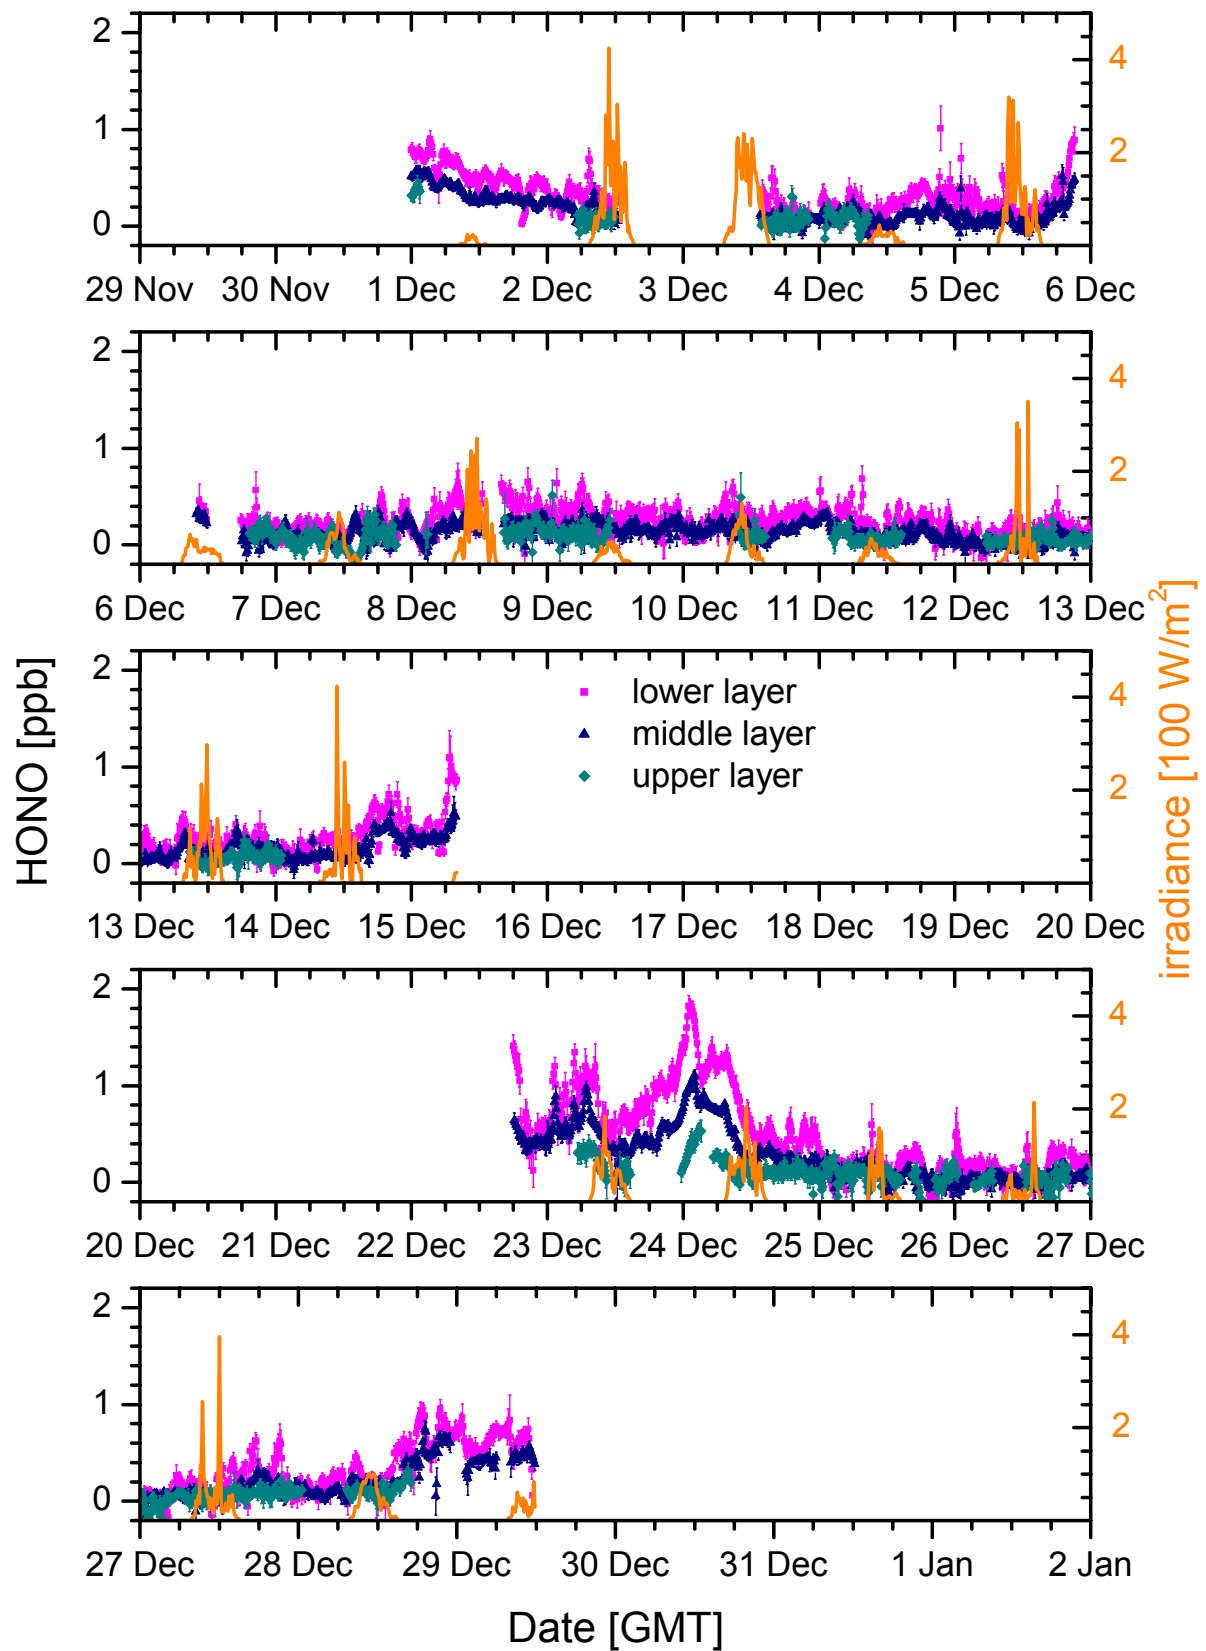 2
1
0
4
2
29 Nov 30 Nov 1 Dec 2 Dec 3 Dec 4 Dec 5 Dec 6 Dec
2
1
0
4
2
6 Dec 7 Dec 8 Dec 9 Dec 10 Dec 11 Dec 12 Dec 13 Dec
HONO [ppb]
irradiance [100 W/m²]
2
1
0
4
2
lower layer
middle layer
upper layer
13 Dec 14 Dec 15 Dec 16 Dec 17 Dec 18 Dec 19 Dec 20 Dec
2
1
0
4
2
20 Dec 21 Dec 22 Dec 23 Dec 24 Dec 25 Dec 26 Dec 27 Dec
2
1
0
4
2
27 Dec 28 Dec 29 Dec 30 Dec 31 Dec 1 Jan 2 Jan
Date [GMT]